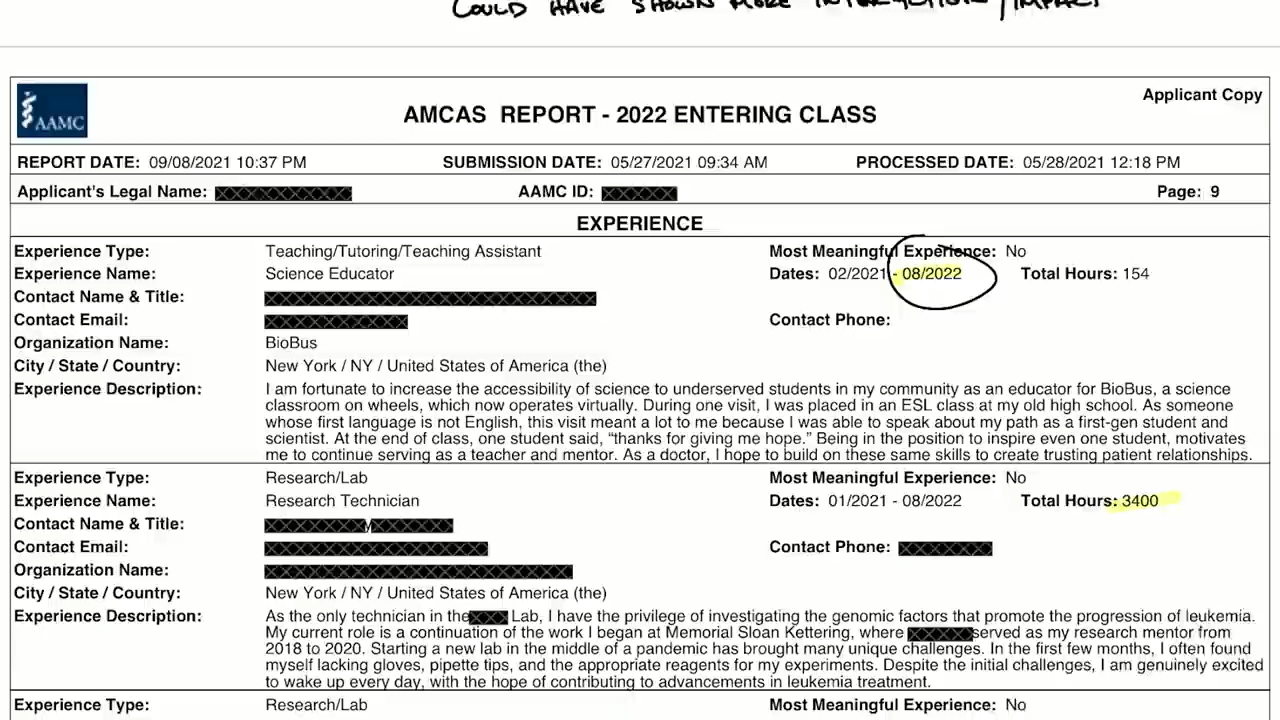 COULD HAVE SHOWN MORE INTERACTION/IMPACT
AAMC
Applicant Copy
AMCAS REPORT - 2022 ENTERING CLASS
REPORT DATE: 09/08/2021 10:37 PM SUBMISSION DATE: 05/27/2021 09:34 AM PROCESSED DATE: 05/28/2021 12:18 PM
Applicant's Legal Name: AAMC ID: Page: 9
EXPERIENCE
Experience Type: Teaching/Tutoring/Teaching Assistant Most Meaningful Experience: No
Experience Name: Science Educator Dates: 02/2021 - 08/2022 Total Hours: 154
Contact Name & Title:
Contact Email: Contact Phone:
Organization Name: BioBus
City / State / Country: New York / NY / United States of America (the)
Experience Description: I am fortunate to increase the accessibility of science to underserved students in my community as an educator for BioBus, a science
classroom on wheels, which now operates virtually. During one visit, I was placed in an ESL class at my old high school. As someone
whose first language is not English, this visit meant a lot to me because I was able to speak about my path as a first-gen student and
scientist. At the end of class, one student said, “thanks for giving me hope.” Being in the position to inspire even one student, motivates
me to continue serving as a teacher and mentor. As a doctor, I hope to build on these same skills to create trusting patient relationships.
Experience Type: Research/Lab Most Meaningful Experience: No
Experience Name: Research Technician Dates: 01/2021 - 08/2022 Total Hours: 3400
Contact Name & Title:
Contact Email: Contact Phone:
Organization Name:
City / State / Country: New York / NY / United States of America (the)
Experience Description: As the only technician in the Lab, I have the privilege of investigating the genomic factors that promote the progression of leukemia.
My current role is a continuation of the work I began at Memorial Sloan Kettering, where served as my research mentor from
2018 to 2020. Starting a new lab in the middle of a pandemic has brought many unique challenges. In the first few months, I often found
myself lacking gloves, pipette tips, and the appropriate reagents for my experiments. Despite the initial challenges, I am genuinely excited
to wake up every day, with the hope of contributing to advancements in leukemia treatment.
Experience Type: Research/Lab Most Meaningful Experience: No